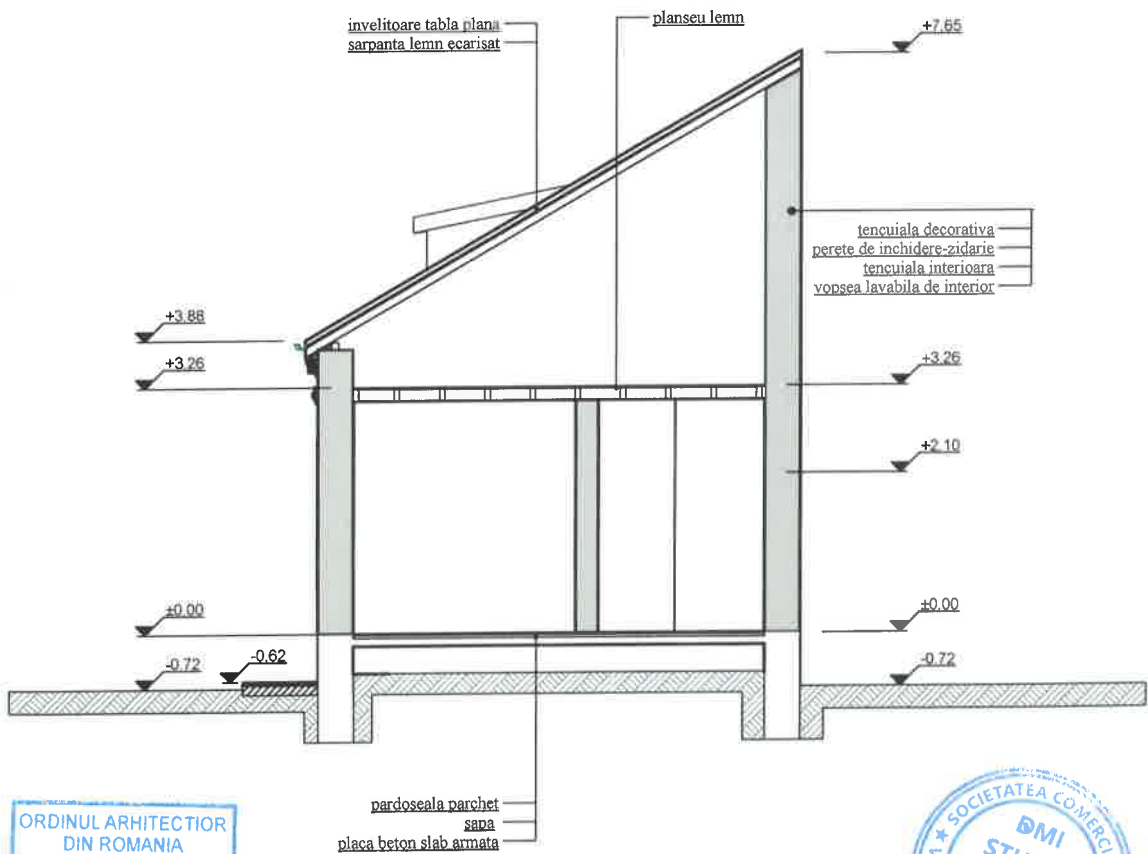 invelitoare tabla plana
sarpanta lemn ecarisat
planseu lemn
+7.65
tencuiala decorativa
perete de inchidere-zidarie
tencuiala interioara
vopsea lavabila de interior
+3.88
+3.26
+3.26
+2.10
±0.00
±0.00
-0.72
-0.62
-0.72
pardoseala parchet
sapa
placa beton slab armata
ORDINUL ARHITECTIOR
DIN ROMANIA
SOCIETATEA
DMI